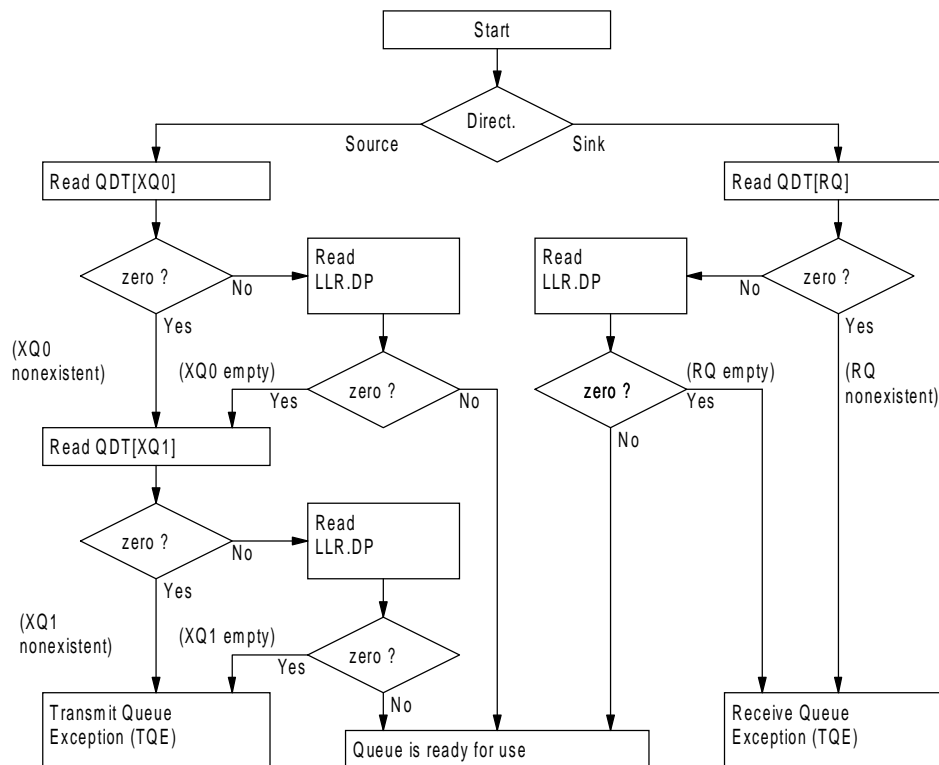 Start
Direct.
Source
Sink
Read QDT[XQ0]
Read QDT[RQ]
zero ?
No
Yes
Read
LLR.DP
Read
LLR.DP
zero ?
No
Yes
(XQ0
nonexistent)
(XQ0 empty)
Yes
zero ?
No
zero ?
(RQ empty)
Yes
No
(RQ
nonexistent)
Read QDT[XQ1]
zero ?
No
Yes
Read
LLR.DP
(XQ1
nonexistent)
(XQ1 empty)
Yes
zero ?
No
Transmit Queue
Exception (TQE)
Queue is ready for use
Receive Queue
Exception (TQE)